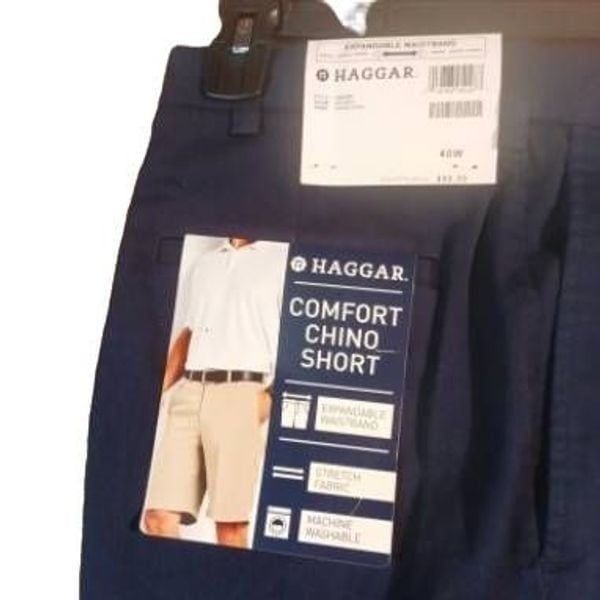 EXPANDABLE WAISTBAND
HAGGAR
40W
HAGGAR
COMFORT
CHINO
SHORT
EXPANDABLE
WAISTBAND
STRETCH
FABRIC
MACHINE
WASHABLE